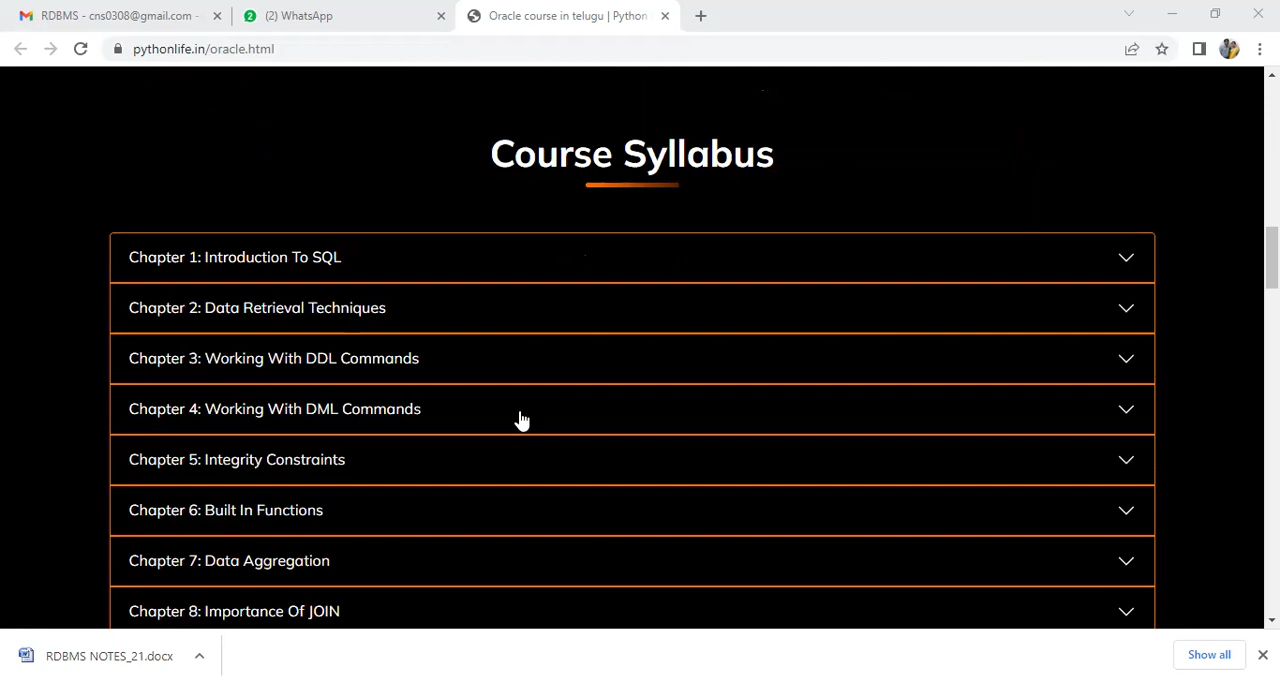 RDBMS - cns0308@gmail.com -
2
(2) WhatsApp
Oracle course in telugu | Python
pythonlife.in/oracle.html
Course Syllabus
Chapter 1: Introduction To SQL
Chapter 2: Data Retrieval Techniques
Chapter 3: Working With DDL Commands
Chapter 4: Working With DML Commands
Chapter 5: Integrity Constraints
Chapter 6: Built In Functions
Chapter 7: Data Aggregation
Chapter 8: Importance Of JOIN
RDBMS NOTES_21.docx
Show all